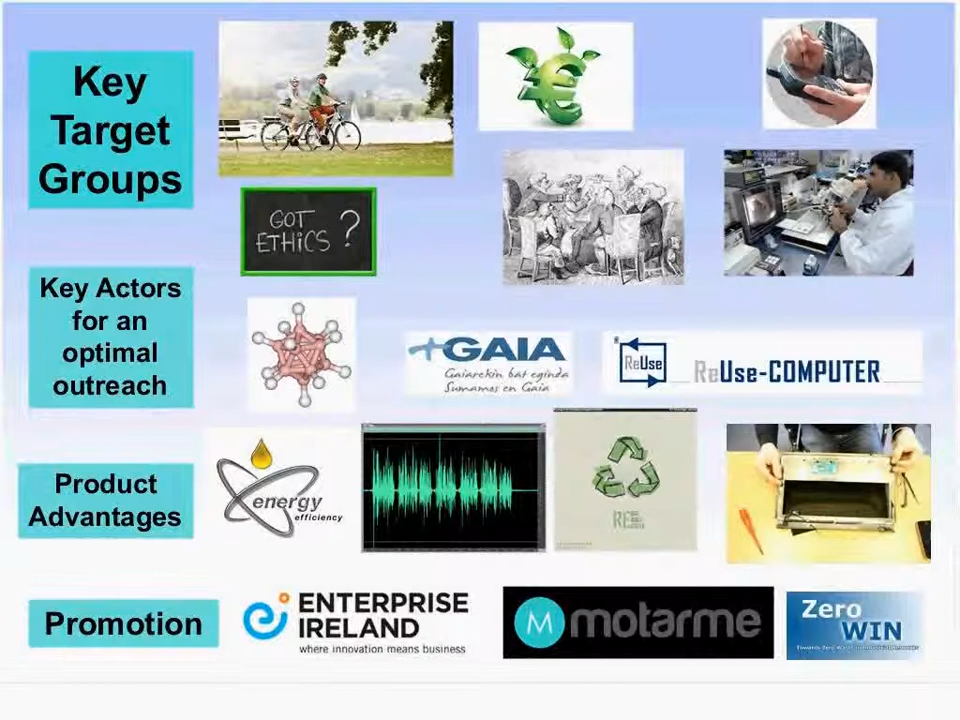 Key
Target
Groups
GOT
ETHiCS ?
Key Actors
for an
optimal
outreach
GAIA
Gaiarekin bat eginda
Sumamos en Gaia
ReUse
ReUse-COMPUTER
Product
Advantages
energy
efficiency
RE
Promotion
ENTERPRISE
IRELAND
where innovation means business
M motarme
Zero
WIN